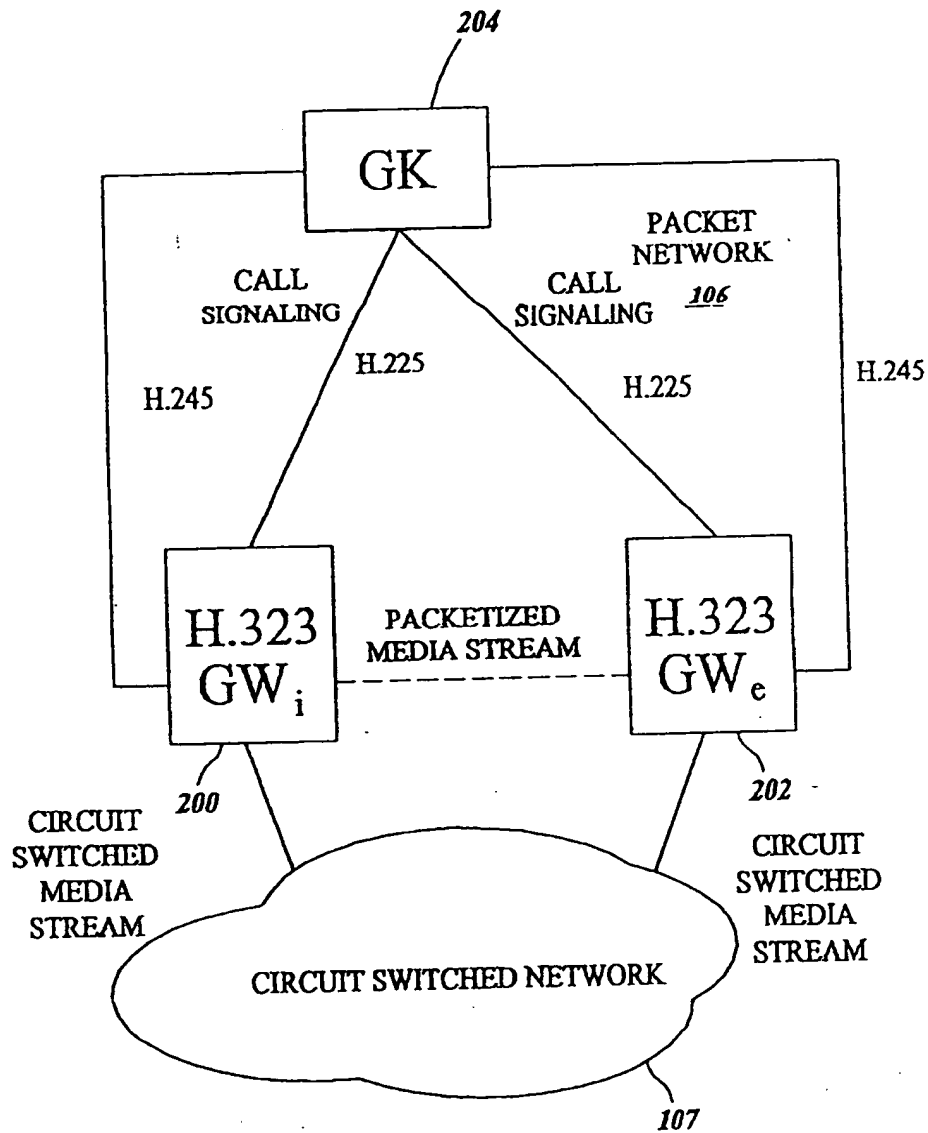 204
GK
PACKET
NETWORK
106
CALL
SIGNALING
CALL
SIGNALING
H.225
H.225
H.245
H.245
H.323
GWi
PACKETIZED
MEDIA STREAM
H.323
GWe
200
202
CIRCUIT
SWITCHED
MEDIA
STREAM
CIRCUIT
SWITCHED
MEDIA
STREAM
CIRCUIT SWITCHED NETWORK
107